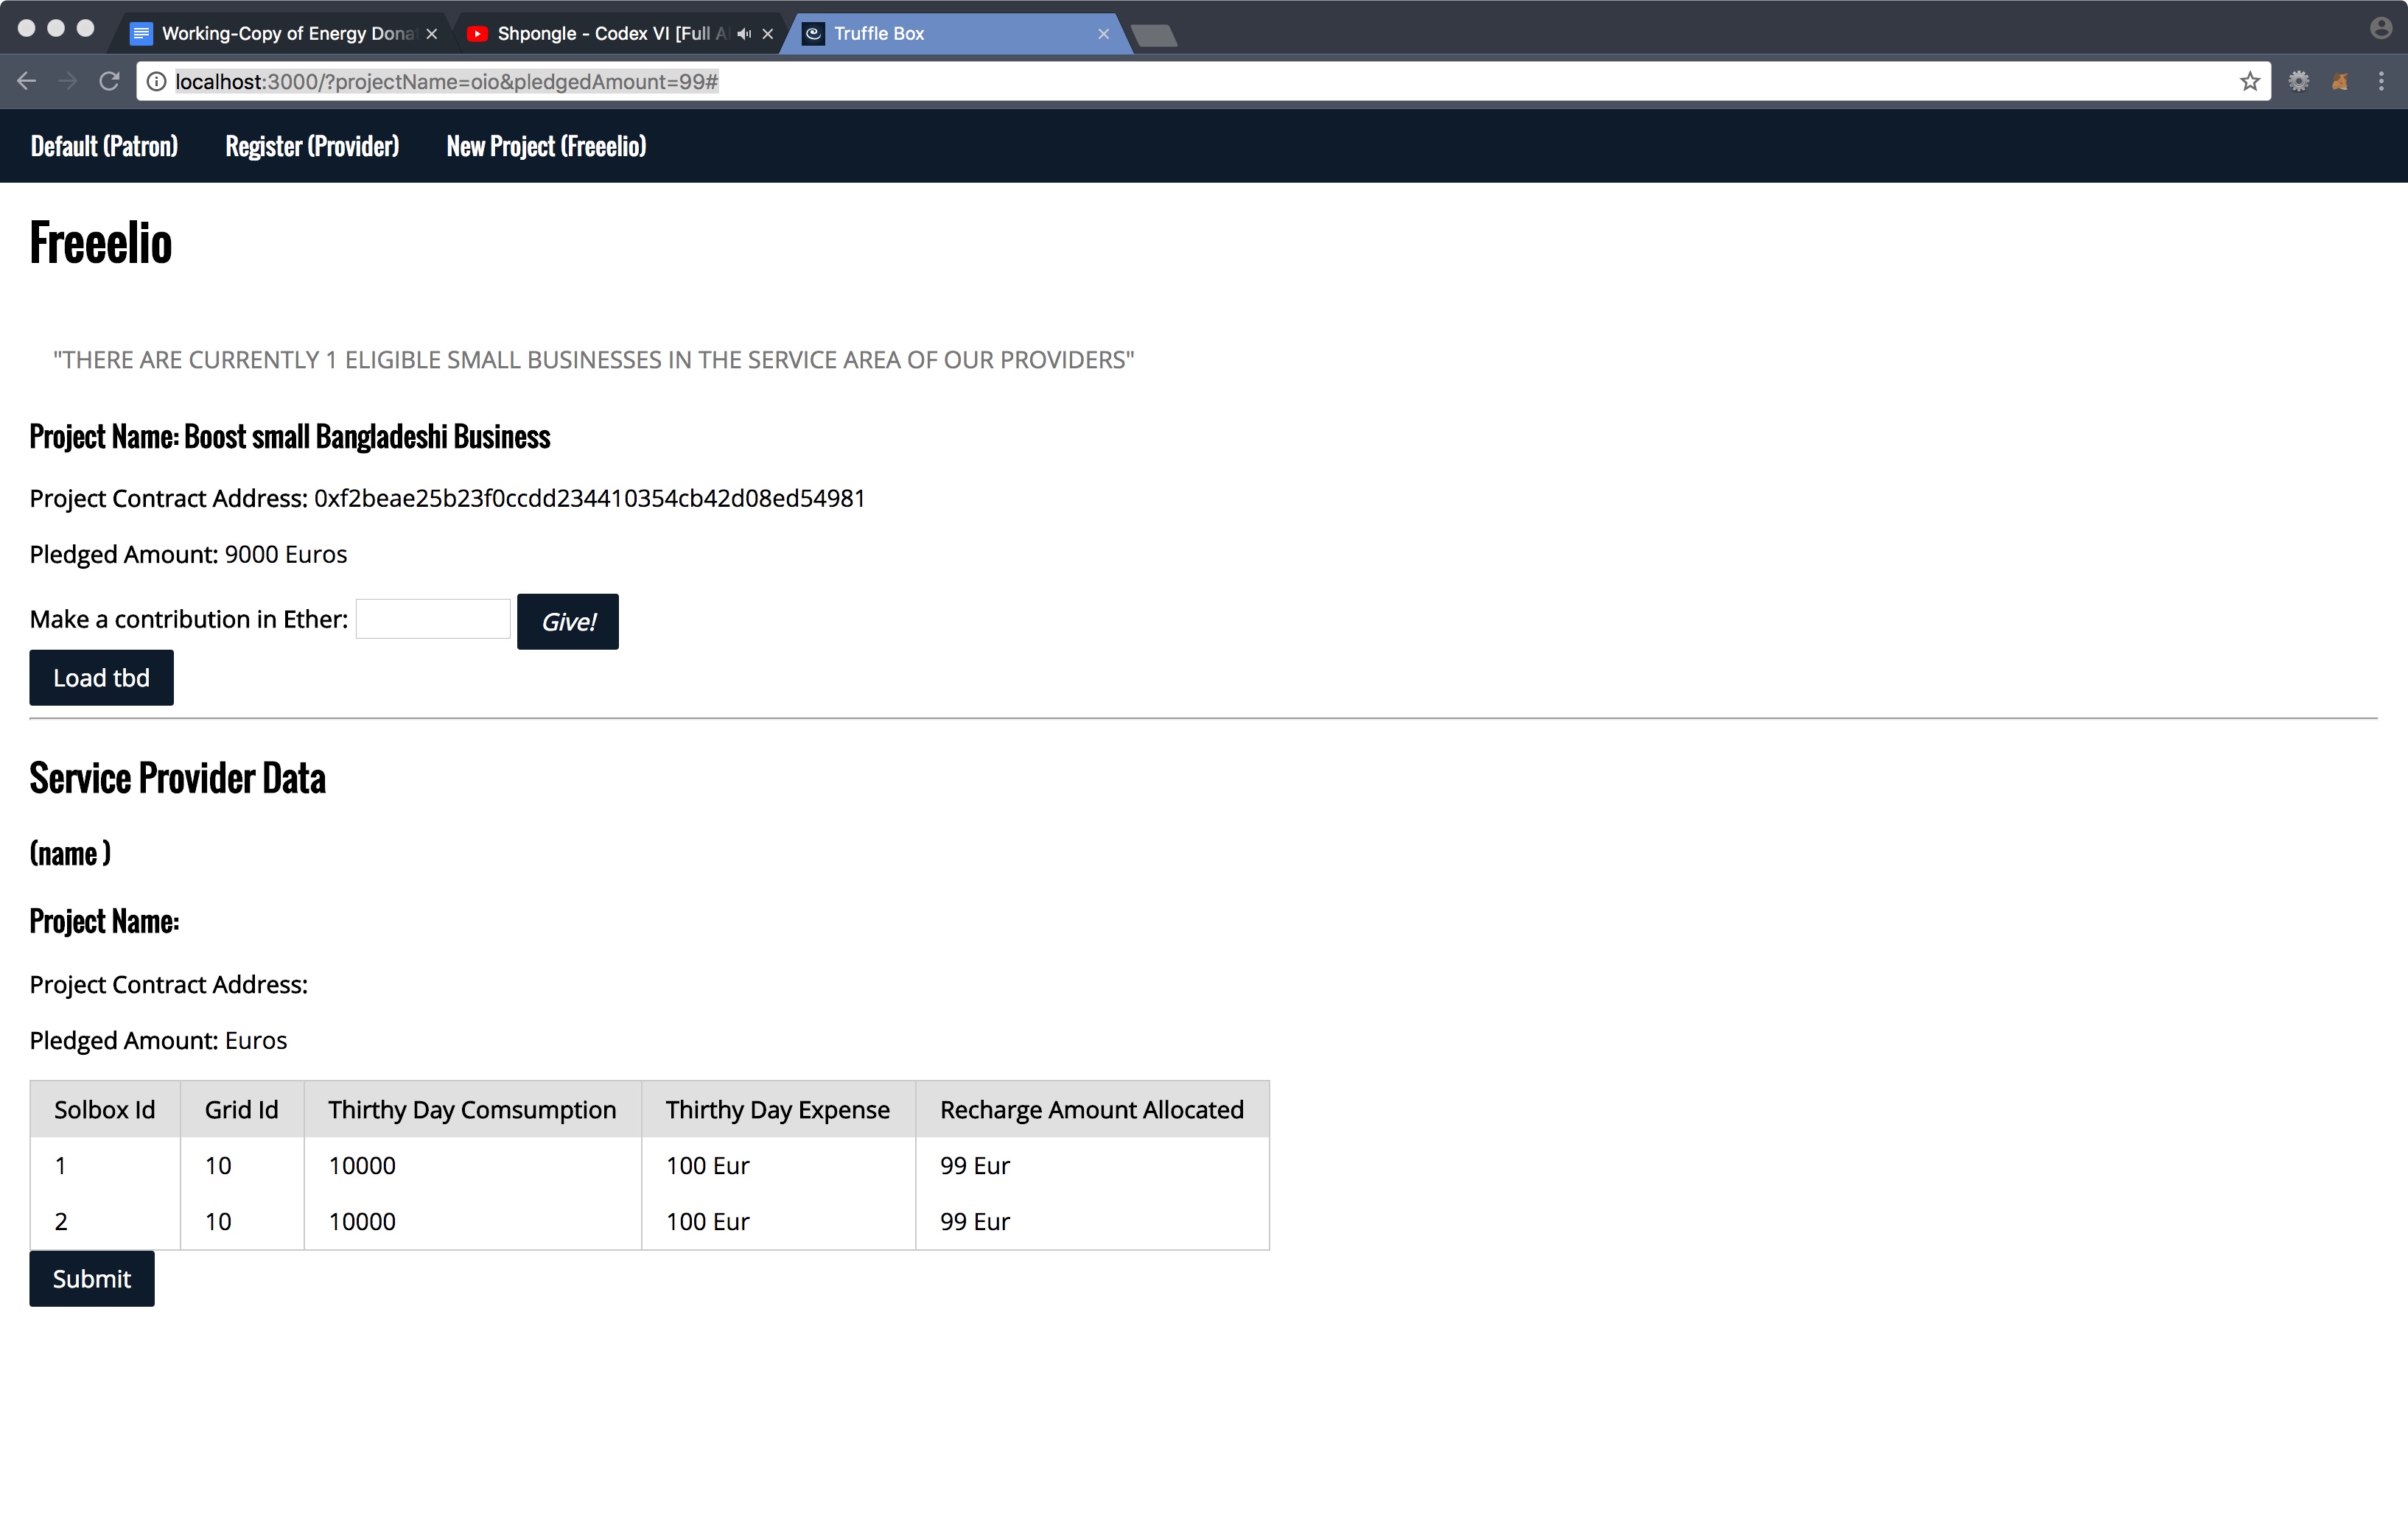 Working-Copy of Energy Dona
Shpongle - Codex VI [Full A
Truffle Box
localhost:3000/?projectName=oio&pledgedAmount=99#
Default (Patron) Register (Provider) New Project (Freeelio)
Freeelio
"THERE ARE CURRENTLY 1 ELIGIBLE SMALL BUSINESSES IN THE SERVICE AREA OF OUR PROVIDERS"
Project Name: Boost small Bangladeshi Business
Project Contract Address: 0xf2beae25b23f0ccdd234410354cb42d08ed54981
Pledged Amount: 9000 Euros
Make a contribution in Ether: Give!
Load tbd
Service Provider Data
(name )
Project Name:
Project Contract Address:
Pledged Amount: Euros
Solbox Id Grid Id Thirthy Day Comsumption Thirthy Day Expense Recharge Amount Allocated
1 10 10000 100 Eur 99 Eur
2 10 10000 100 Eur 99 Eur
Submit